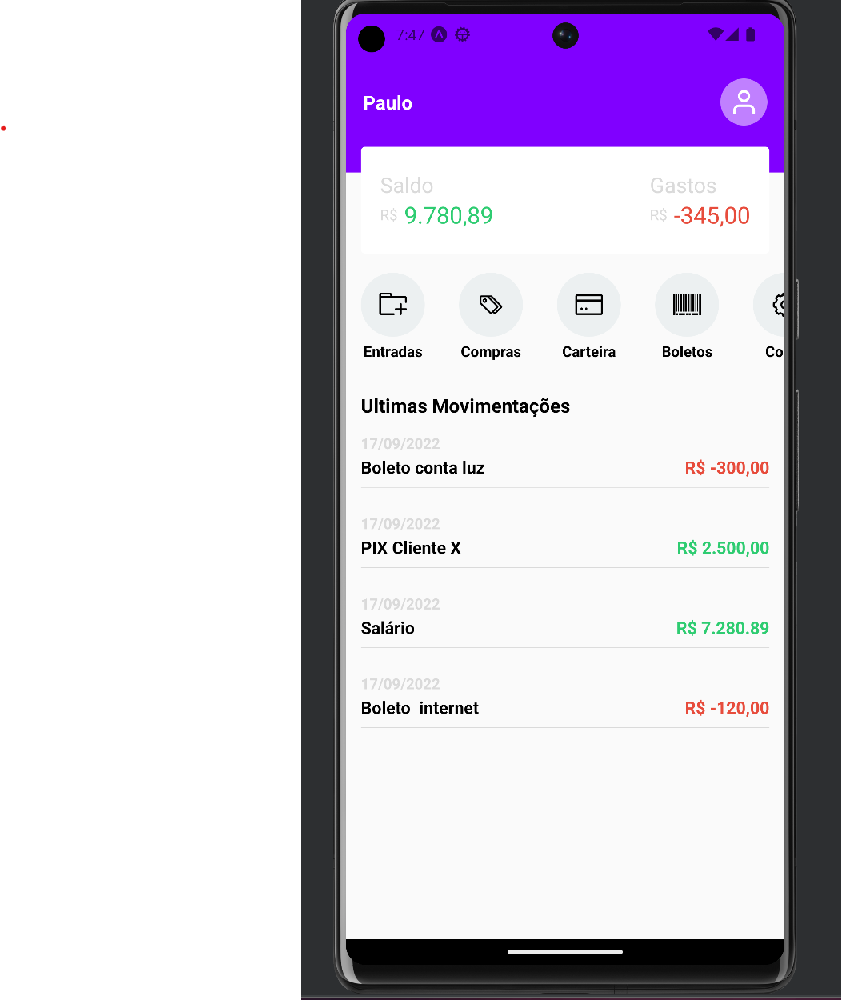 7:47
Paulo
Saldo Gastos
R$ 9.780,89 R$ -345,00
Entradas Compras Carteira Boletos Co
Ultimas Movimentações
17/09/2022
Boleto conta luz R$ -300,00
17/09/2022
PIX Cliente X R$ 2.500,00
17/09/2022
Salário R$ 7.280.89
17/09/2022
Boleto  internet R$ -120,00